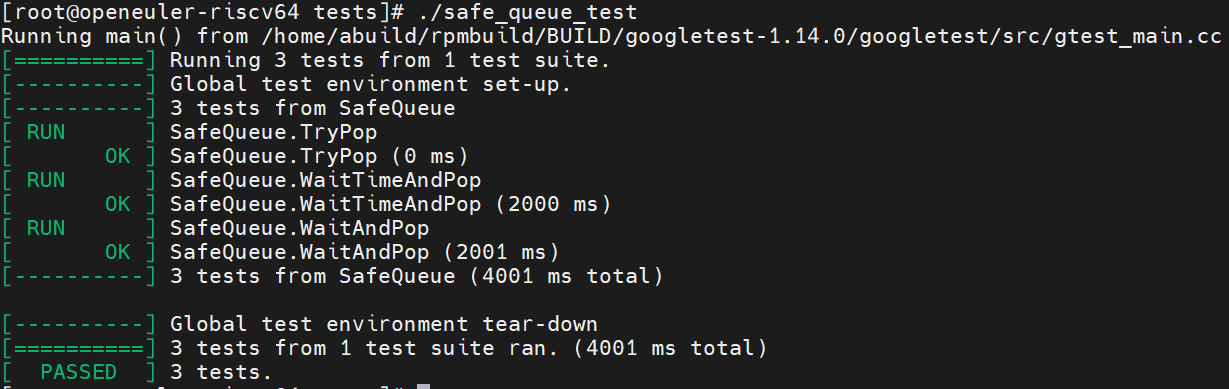 [root@openeuler-riscv64 tests]# ./safe_queue_test
Running main() from /home/abuild/rpmbuild/BUILD/googletest-1.14.0/googletest/src/gtest_main.cc
[==========] Running 3 tests from 1 test suite.
[----------] Global test environment set-up.
[----------] 3 tests from SafeQueue
[ RUN      ] SafeQueue.TryPop
[       OK ] SafeQueue.TryPop (0 ms)
[ RUN      ] SafeQueue.WaitTimeAndPop
[       OK ] SafeQueue.WaitTimeAndPop (2000 ms)
[ RUN      ] SafeQueue.WaitAndPop
[       OK ] SafeQueue.WaitAndPop (2001 ms)
[----------] 3 tests from SafeQueue (4001 ms total)

[----------] Global test environment tear-down
[==========] 3 tests from 1 test suite ran. (4001 ms total)
[  PASSED  ] 3 tests.